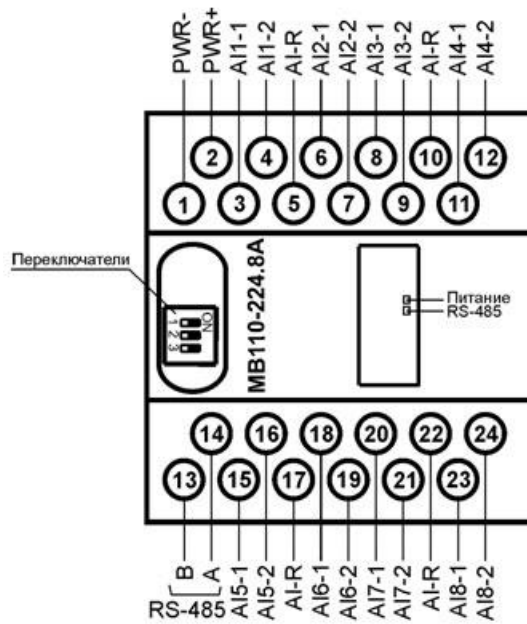 PWR-
PWR+
AI1-1
AI1-2
AI-R
AI2-1
AI2-2
AI3-1
AI3-2
AI-R
AI4-1
AI4-2
2
4
6
8
10
12
1
3
5
7
9
11
Переключатели
ON
1
2
3
МВ110-224.8А
Питание
RS-485
14
16
18
20
22
24
13
15
17
19
21
23
B
A
RS-485
AI5-1
AI5-2
AI-R
AI6-1
AI6-2
AI7-1
AI7-2
AI-R
AI8-1
AI8-2